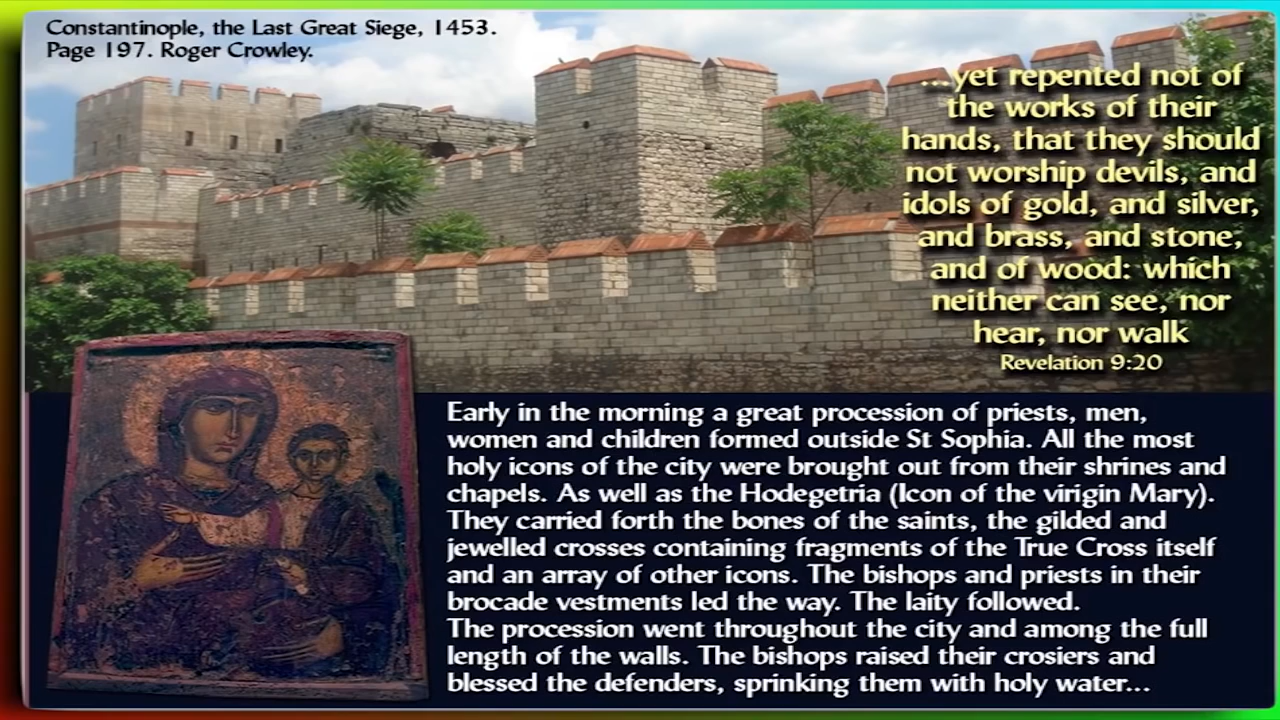 Constantinople, the Last Great Siege, 1453.
Page 197. Roger Crowley.
...yet repented not of
the works of their
hands, that they should
not worship devils, and
idols of gold, and silver,
and brass, and stone,
and of wood: which
neither can see, nor
hear, nor walk
Revelation 9:20
Early in the morning a great procession of priests, men,
women and children formed outside St Sophia. All the most
holy icons of the city were brought out from their shrines and
chapels. As well as the Hodegetria (Icon of the virigin Mary).
They carried forth the bones of the saints, the gilded and
jewelled crosses containing fragments of the True Cross itself
and an array of other icons. The bishops and priests in their
brocade vestments led the way. The laity followed.
The procession went throughout the city and among the full
length of the walls. The bishops raised their crosiers and
blessed the defenders, sprinking them with holy water...